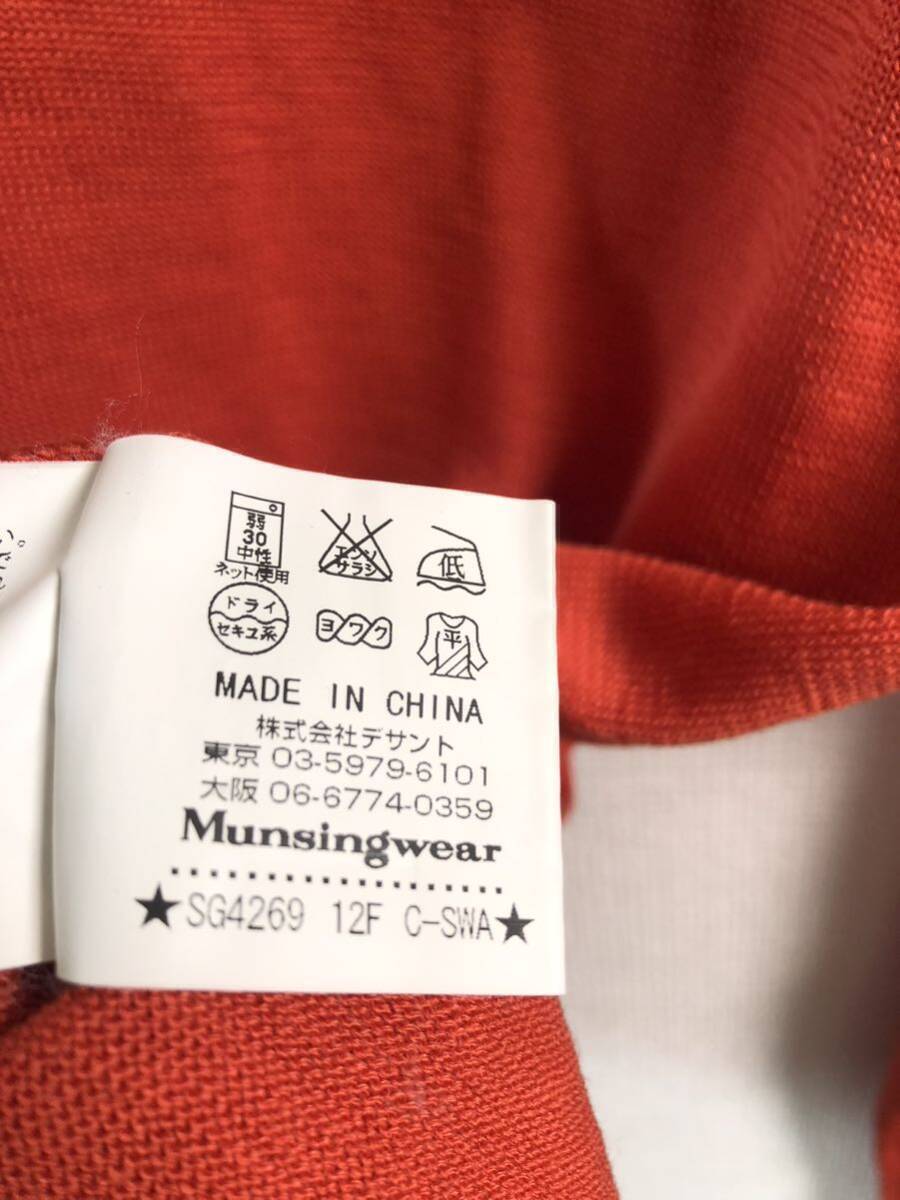 弱
30
中性
ネット使用
エンソ
サラシ
低
ドライ
セキユ系
ヨワク
平
MADE IN CHINA
株式会社デサント
東京 03-5979-6101
大阪 06-6774-0359
Munsingwear
★SG4269 12F C-SWA★